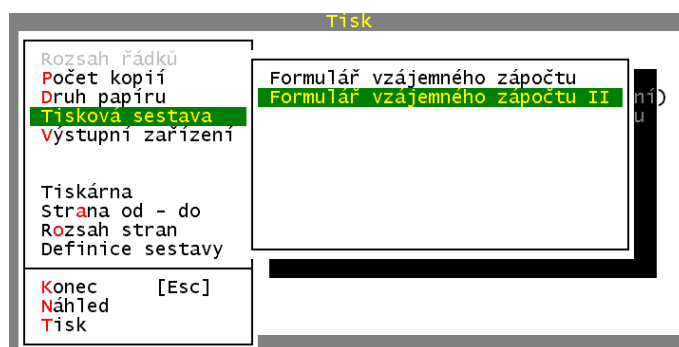 Tisk
Rozsah řádků
Počet kopií
Druh papíru
Tisková sestava
Výstupní zařízení
Tiskárna
Strana od - do
Rozsah stran
Definice sestavy
Konec [Esc]
Náhled
Tisk
Formulář vzájemného zápočtu
Formulář vzájemného zápočtu II